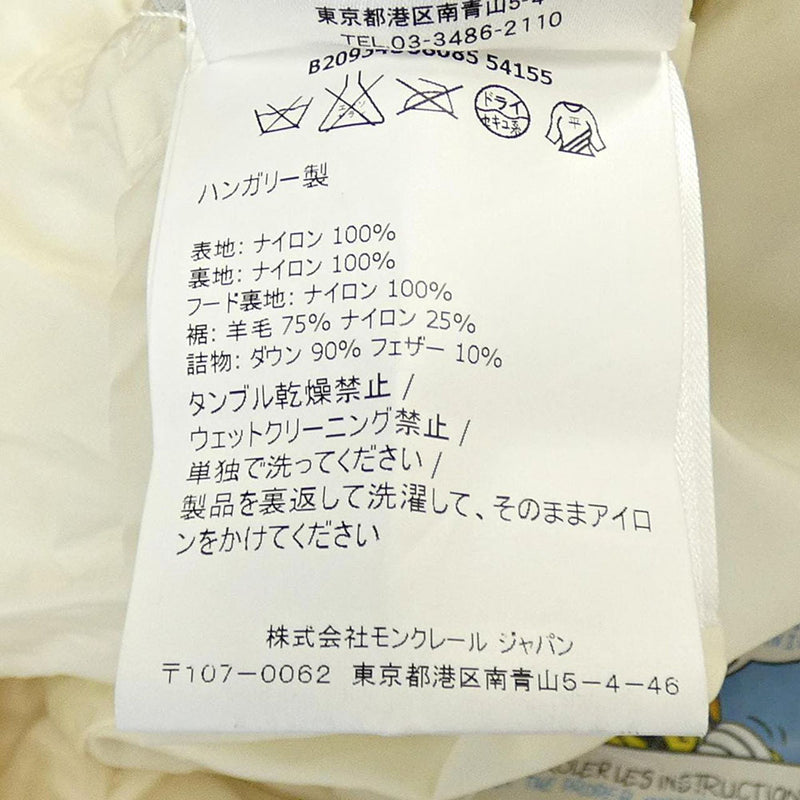 東京都港区南青山5-4
TEL.03-3486-2110
54155
エンソ
ドライ
セキユ系
平
ハンガリー製
表地: ナイロン 100%
裏地: ナイロン 100%
フード裏地: ナイロン 100%
裾: 羊毛 75% ナイロン 25%
詰物: ダウン 90% フェザー 10%
タンブル乾燥禁止 /
ウェットクリーニング禁止 /
単独で洗ってください /
製品を裏返して洗濯して、そのままアイロ
ンをかけてください
株式会社モンクレール ジャパン
〒107-0062 東京都港区南青山5-4-46
LES INSTRUCTION